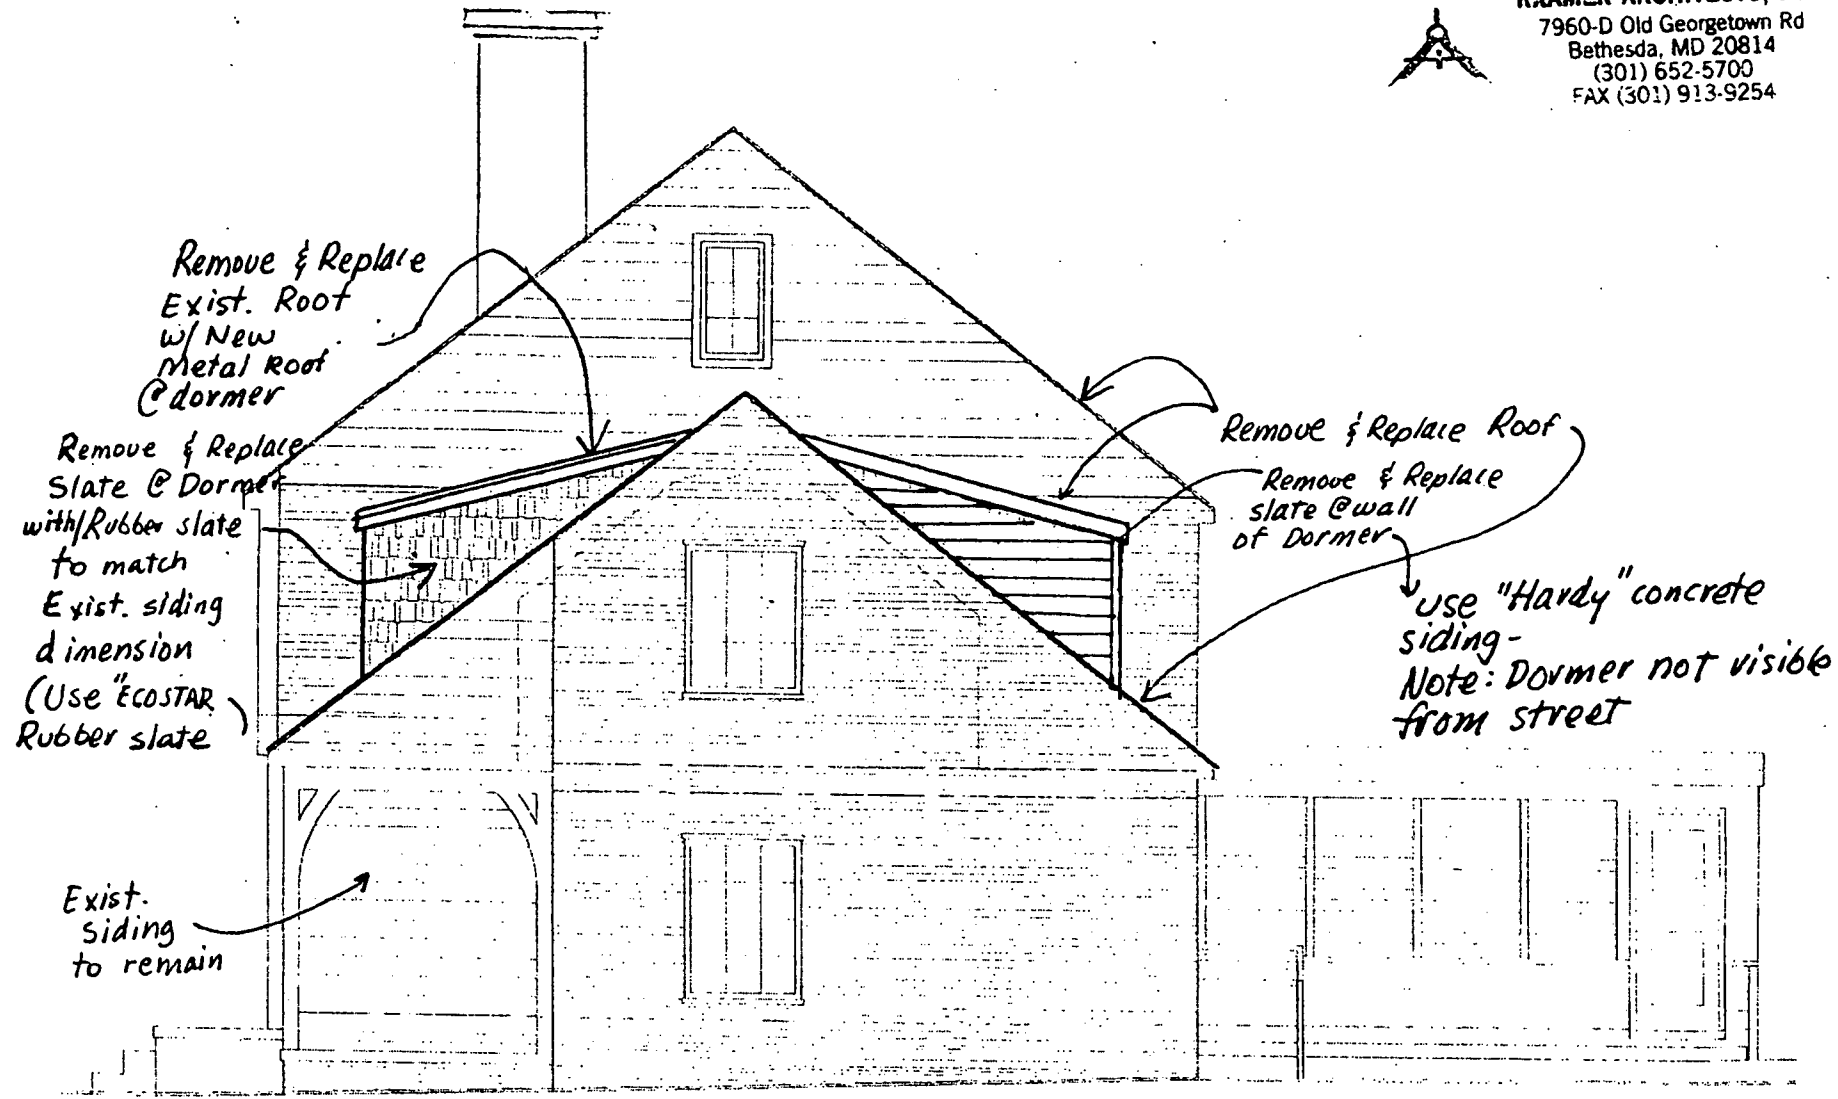 7960-D Old Georgetown Rd
Bethesda, MD 20814
(301) 652-5700
FAX (301) 913-9254
Remove & Replace
Exist. Roof
w/ New
Metal Roof
@dormer
Remove & Replace
Slate @ Dormer
with/Rubber slate
to match
Exist. siding
dimension
(Use "ECOSTAR
Rubber slate
Exist.
siding
to remain
Remove & Replace Roof
Remove & Replace
slate @wall
of Dormer
use "Hardy" concrete
siding-
Note: Dormer not visible
from street